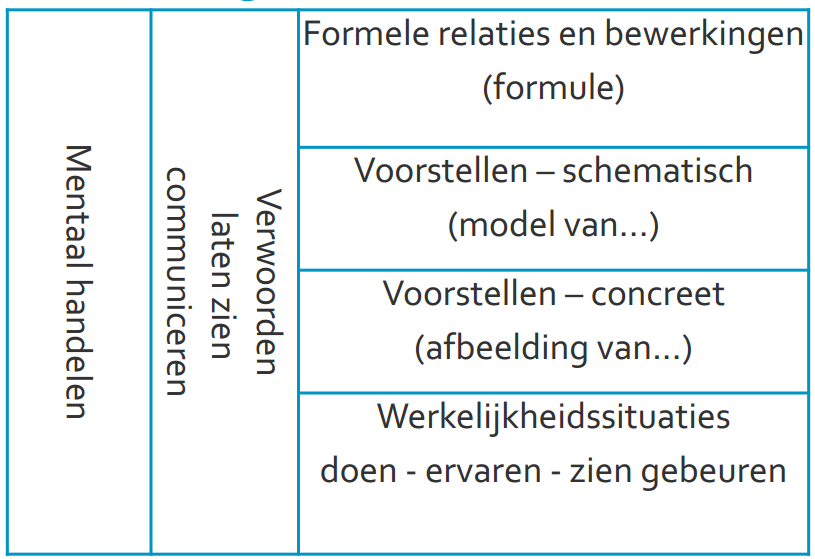 Mentaal handelen
Verwoorden
laten zien
communiceren
Formele relaties en bewerkingen
(formule)
Voorstellen – schematisch
(model van...)
Voorstellen – concreet
(afbeelding van...)
Werkelijkheidssituaties
doen - ervaren - zien gebeuren